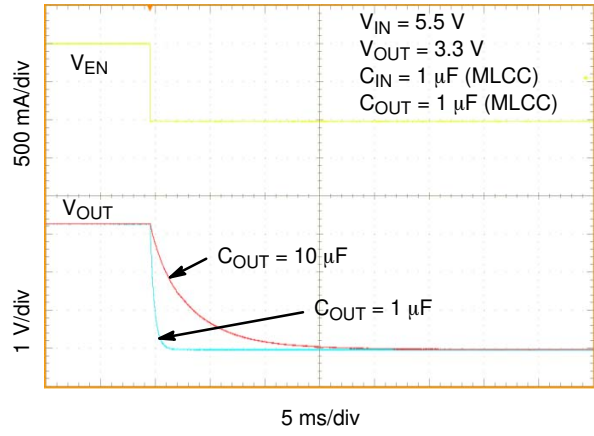 V_IN = 5.5 V
V_OUT = 3.3 V
C_IN = 1 μF (MLCC)
C_OUT = 1 μF (MLCC)
V_EN
500 mA/div
V_OUT
C_OUT = 10 μF
C_OUT = 1 μF
1 V/div
5 ms/div